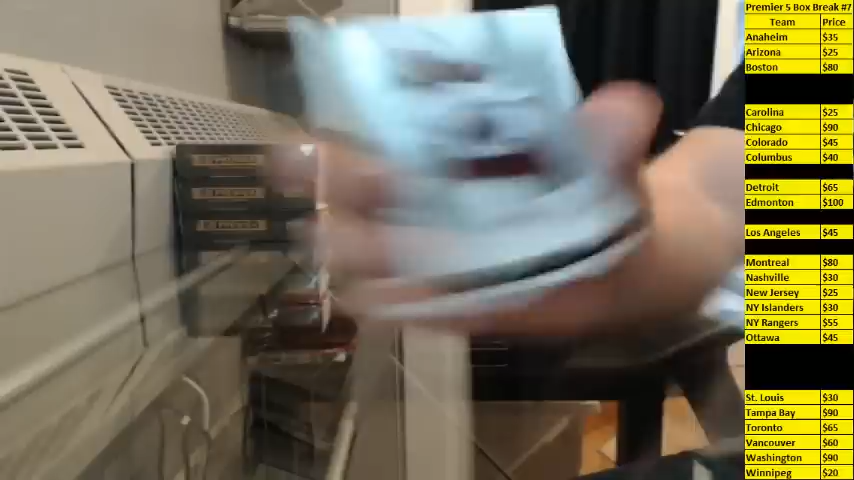 Premier 5 Box Break #7
Team Price
Anaheim $35
Arizona $25
Boston $80
Carolina $25
Chicago $90
Colorado $45
Columbus $40
Detroit $65
Edmonton $100
Los Angeles $45
Montreal $80
Nashville $30
New Jersey $25
NY Islanders $30
NY Rangers $55
Ottawa $45
St. Louis $30
Tampa Bay $90
Toronto $65
Vancouver $60
Washington $90
Winnipeg $20